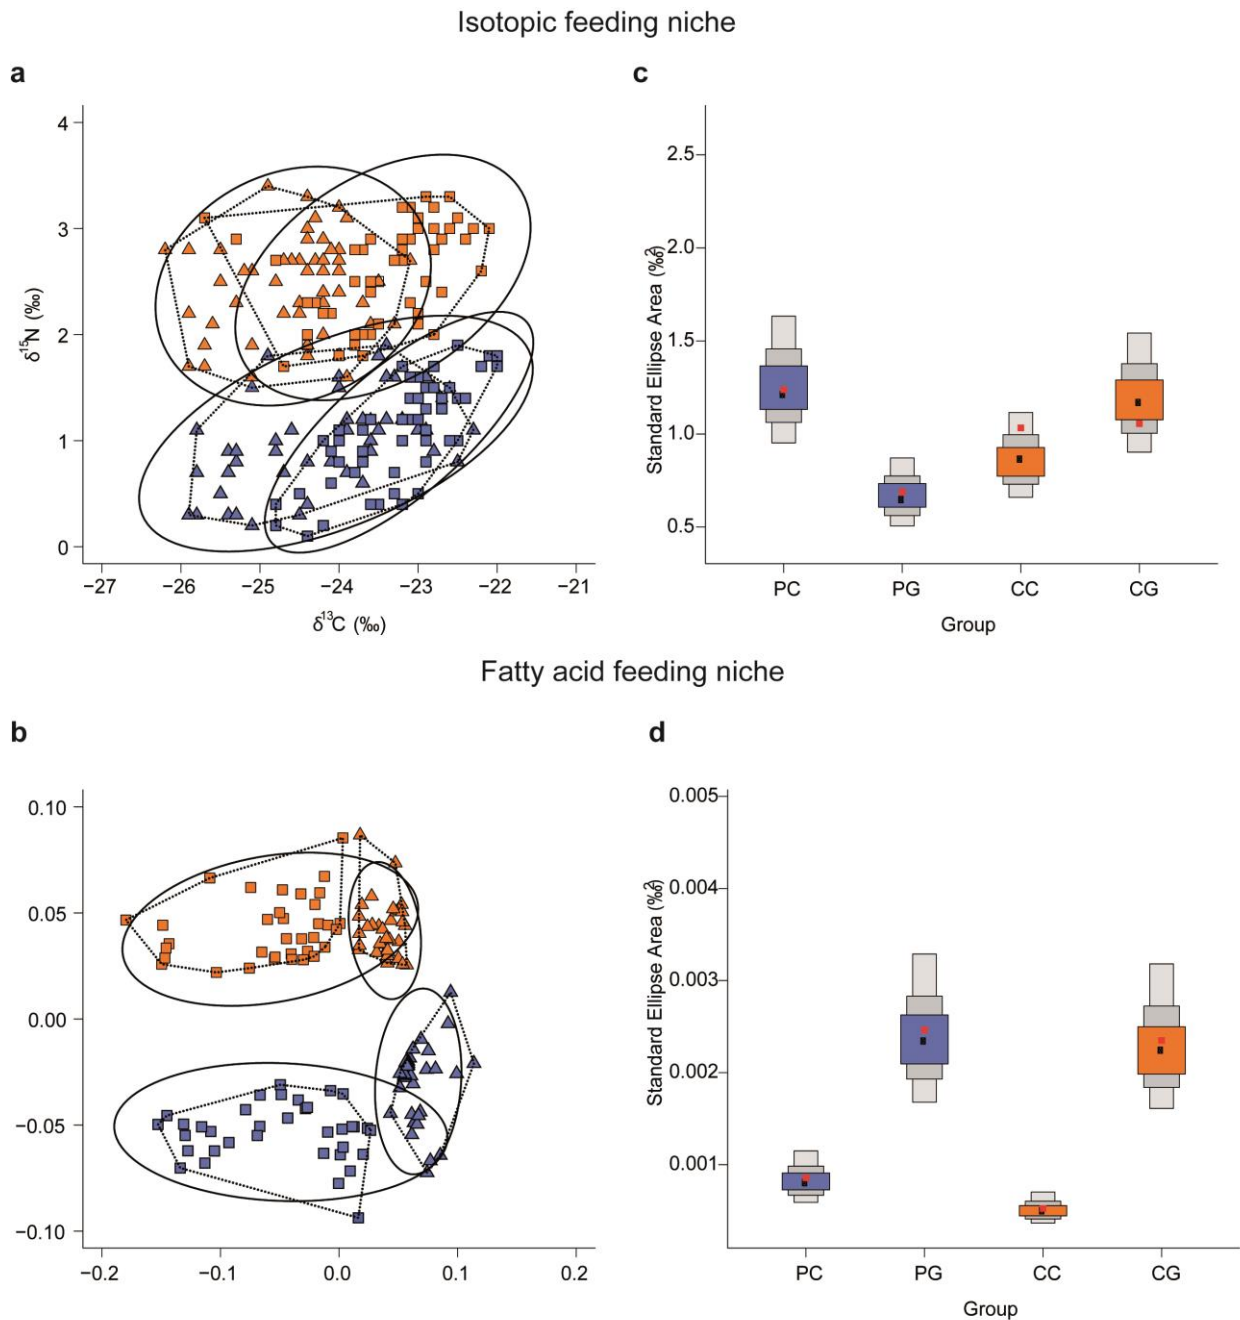 Isotopic feeding niche
a
4
3
2
1
0
δ15N (‰)
−27 −26 −25 −24 −23 −22 −21
δ13C (‰)
c
2.5
2.0
1.5
1.0
0.5
Standard Ellipse Area (‰2)
PC PG CC CG
Group
Fatty acid feeding niche
b
0.10
0.05
0.00
−0.05
−0.10
−0.2 −0.1 0.0 0.1 0.2
d
0.005
0.004
0.003
0.002
0.001
Standard Ellipse Area (‰2)
PC PG CC CG
Group